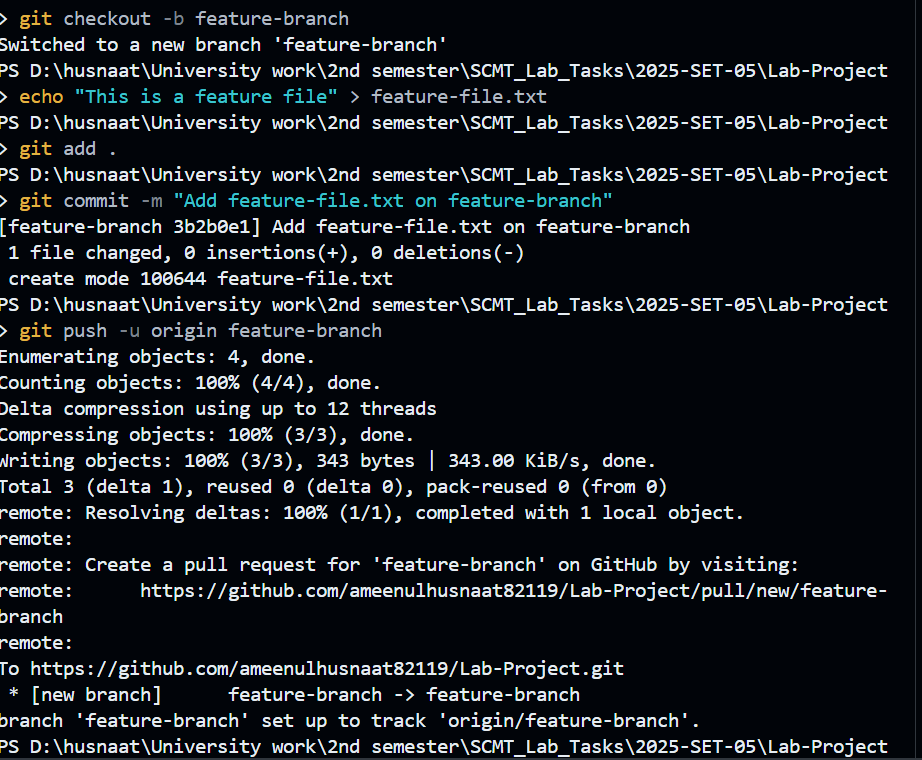 > git checkout -b feature-branch
Switched to a new branch 'feature-branch'
PS D:\husnaat\University work\2nd semester\SCMT_Lab_Tasks\2025-SET-05\Lab-Project
> echo "This is a feature file" > feature-file.txt
PS D:\husnaat\University work\2nd semester\SCMT_Lab_Tasks\2025-SET-05\Lab-Project
> git add .
PS D:\husnaat\University work\2nd semester\SCMT_Lab_Tasks\2025-SET-05\Lab-Project
> git commit -m "Add feature-file.txt on feature-branch"
[feature-branch 3b2b0e1] Add feature-file.txt on feature-branch
 1 file changed, 0 insertions(+), 0 deletions(-)
 create mode 100644 feature-file.txt
PS D:\husnaat\University work\2nd semester\SCMT_Lab_Tasks\2025-SET-05\Lab-Project
> git push -u origin feature-branch
Enumerating objects: 4, done.
Counting objects: 100% (4/4), done.
Delta compression using up to 12 threads
Compressing objects: 100% (3/3), done.
Writing objects: 100% (3/3), 343 bytes | 343.00 KiB/s, done.
Total 3 (delta 1), reused 0 (delta 0), pack-reused 0 (from 0)
remote: Resolving deltas: 100% (1/1), completed with 1 local object.
remote:
remote: Create a pull request for 'feature-branch' on GitHub by visiting:
remote:      https://github.com/ameenulhusnaat82119/Lab-Project/pull/new/feature-
branch
remote:
To https://github.com/ameenulhusnaat82119/Lab-Project.git
 * [new branch]      feature-branch -> feature-branch
branch 'feature-branch' set up to track 'origin/feature-branch'.
PS D:\husnaat\University work\2nd semester\SCMT_Lab_Tasks\2025-SET-05\Lab-Project